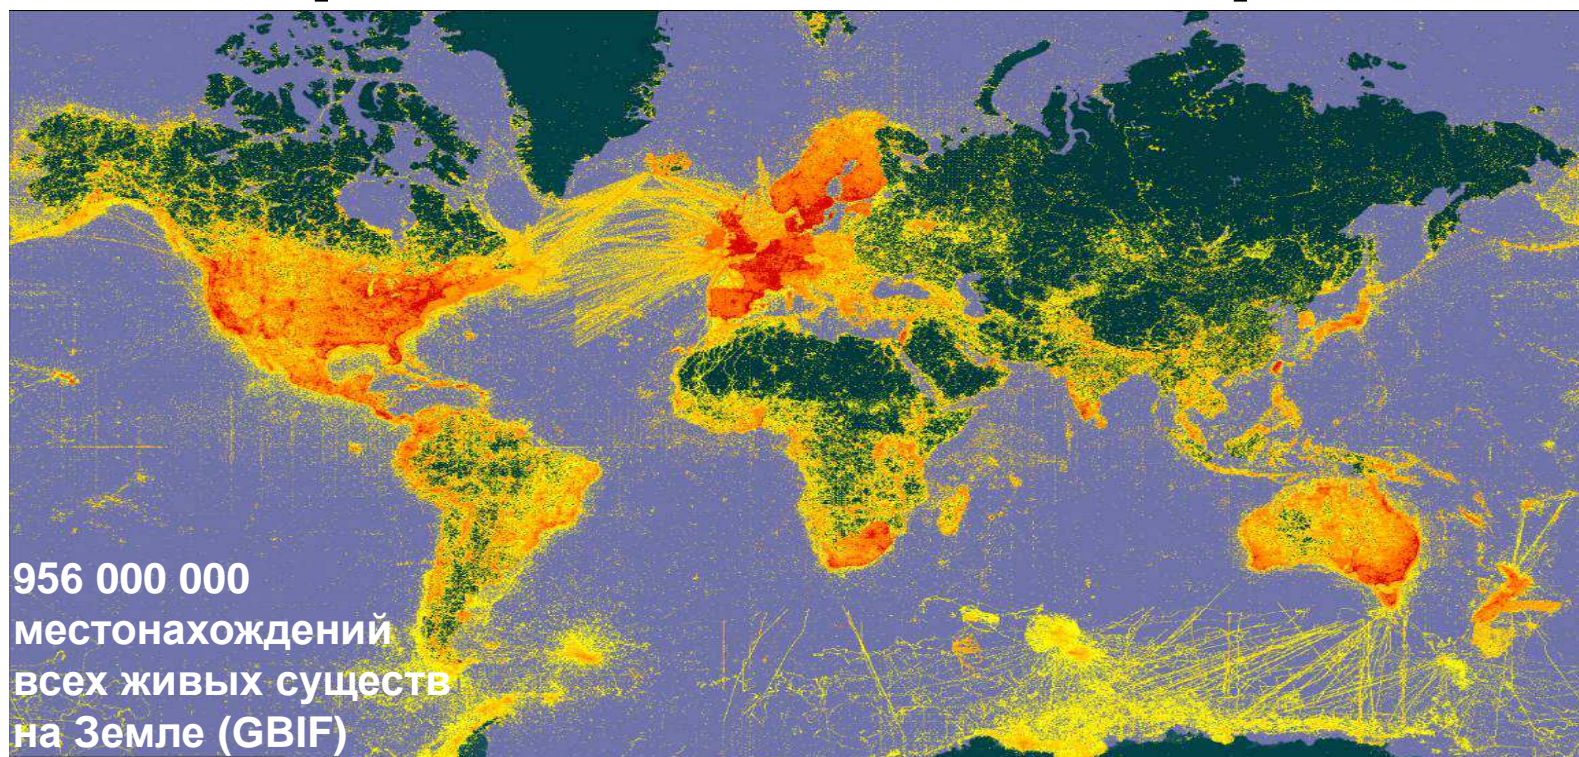 956 000 000
местонахождений
всех живых существ
на Земле (GBIF)